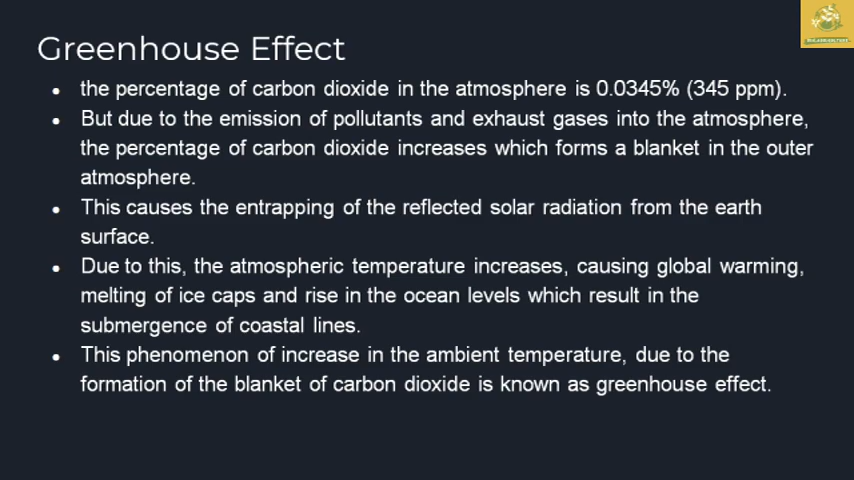 Greenhouse Effect
• the percentage of carbon dioxide in the atmosphere is 0.0345% (345 ppm).
• But due to the emission of pollutants and exhaust gases into the atmosphere,
the percentage of carbon dioxide increases which forms a blanket in the outer
atmosphere.
• This causes the entrapping of the reflected solar radiation from the earth
surface.
• Due to this, the atmospheric temperature increases, causing global warming,
melting of ice caps and rise in the ocean levels which result in the
submergence of coastal lines.
• This phenomenon of increase in the ambient temperature, due to the
formation of the blanket of carbon dioxide is known as greenhouse effect.